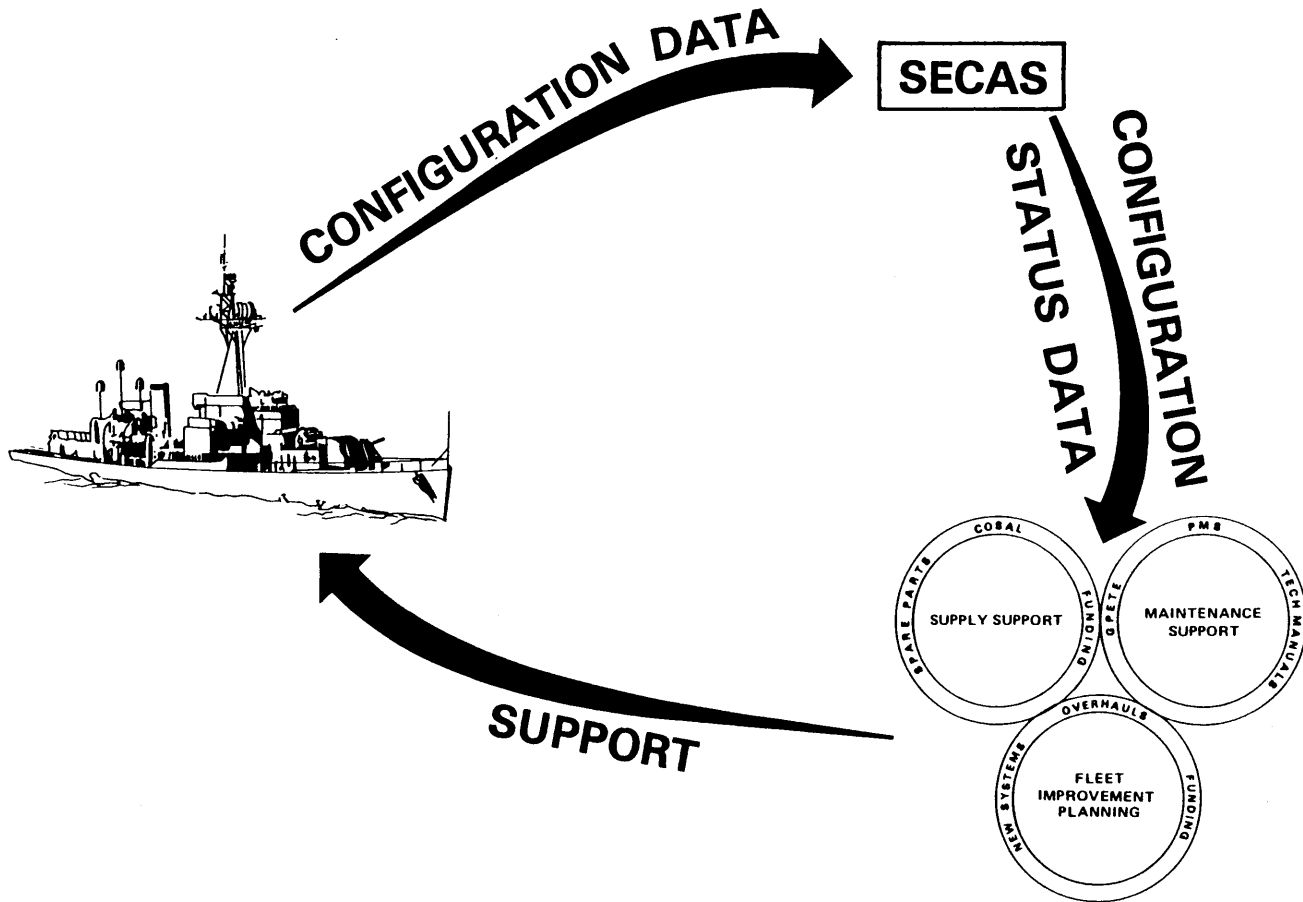 CONFIGURATION DATA
SECAS
CONFIGURATION
STATUS DATA
COSAL
SPARE PARTS
FUNDING
SUPPLY SUPPORT
PMS
GPETE
TECH MANUALS
MAINTENANCE
SUPPORT
OVERHAULS
NEW SYSTEMS
FUNDING
FLEET
IMPROVEMENT
PLANNING
SUPPORT